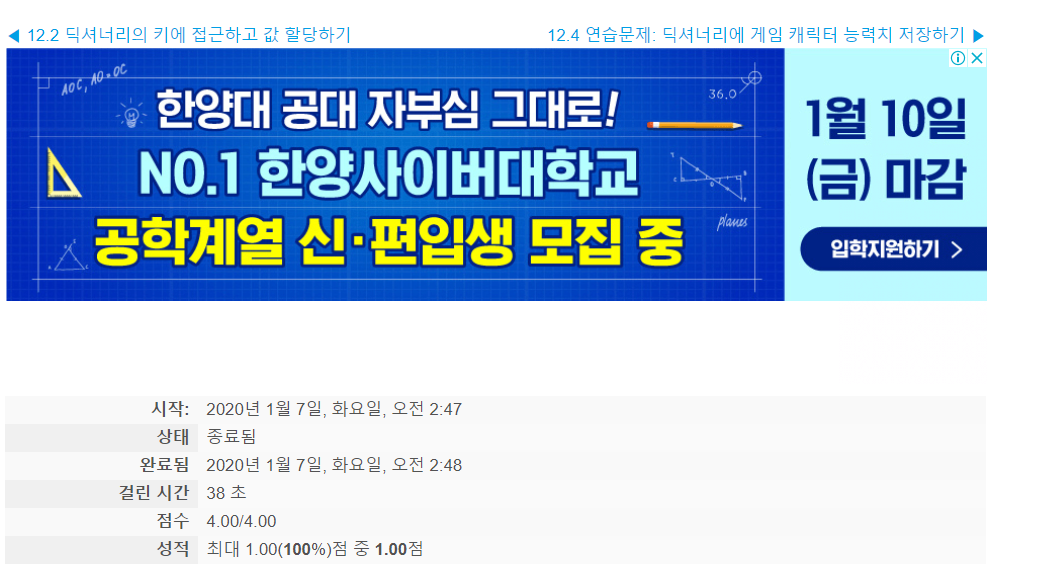 ◀ 12.2 딕셔너리의 키에 접근하고 값 할당하기
12.4 연습문제: 딕셔너리에 게임 캐릭터 능력치 저장하기 ▶
AOC, AO=OC
한양대 공대 자부심 그대로!
36,0
NO.1 한양사이버대학교
공학계열 신·편입생 모집 중
planes
1월 10일
(금) 마감
입학지원하기 >
시작: 2020년 1월 7일, 화요일, 오전 2:47
상태 종료됨
완료됨 2020년 1월 7일, 화요일, 오전 2:48
걸린 시간 38 초
점수 4.00/4.00
성적 최대 1.00(100%)점 중 1.00점